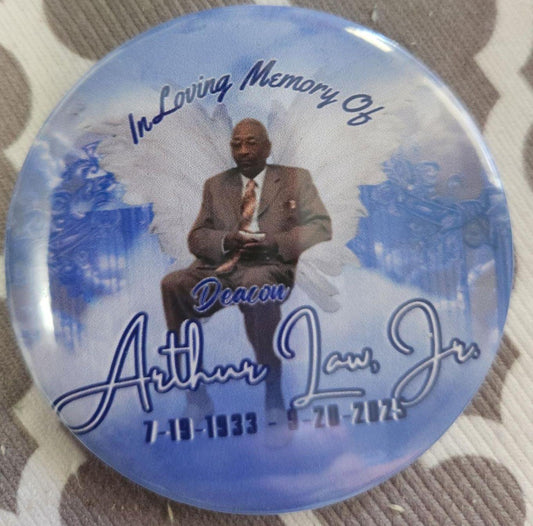 In Loving Memory Of
Deacon
Arthur Law, Jr.
7-19-1933 - 9-20-2025